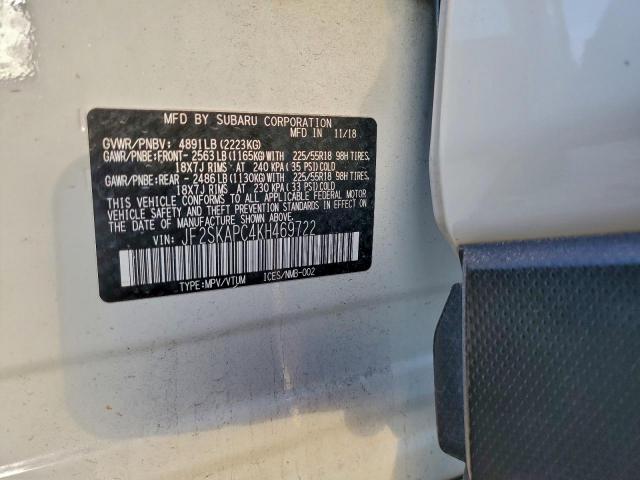 MFD BY SUBARU CORPORATION
MFD IN 11/18
GVWR/PNBV: 4891LB (2223KG)
GAWR/PNBE:FRONT- 2563LB (1165KG)WITH 225/55R18 98H TIRES,
18X7J RIMS AT 240 KPA(35 PSI)COLD
GAWR/PNBE:REAR -2486LB(1130KG)WITH 225/55R18 98H TIRES,
18X7J RIMS AT 230 KPA(33 PSI)COLD
THIS VEHICLE CONFORMS TO ALL APPLICABLE FEDERAL MOTOR
VEHICLE SAFETY AND THEFT PREVENTION STANDARDS IN EFFECT ON
THE DATE OF MANUFACTURE SHOWN ABOVE.
VIN: JF2SKAPC4KH469722
TYPE:MPV/VTUM ICES/NMB-002